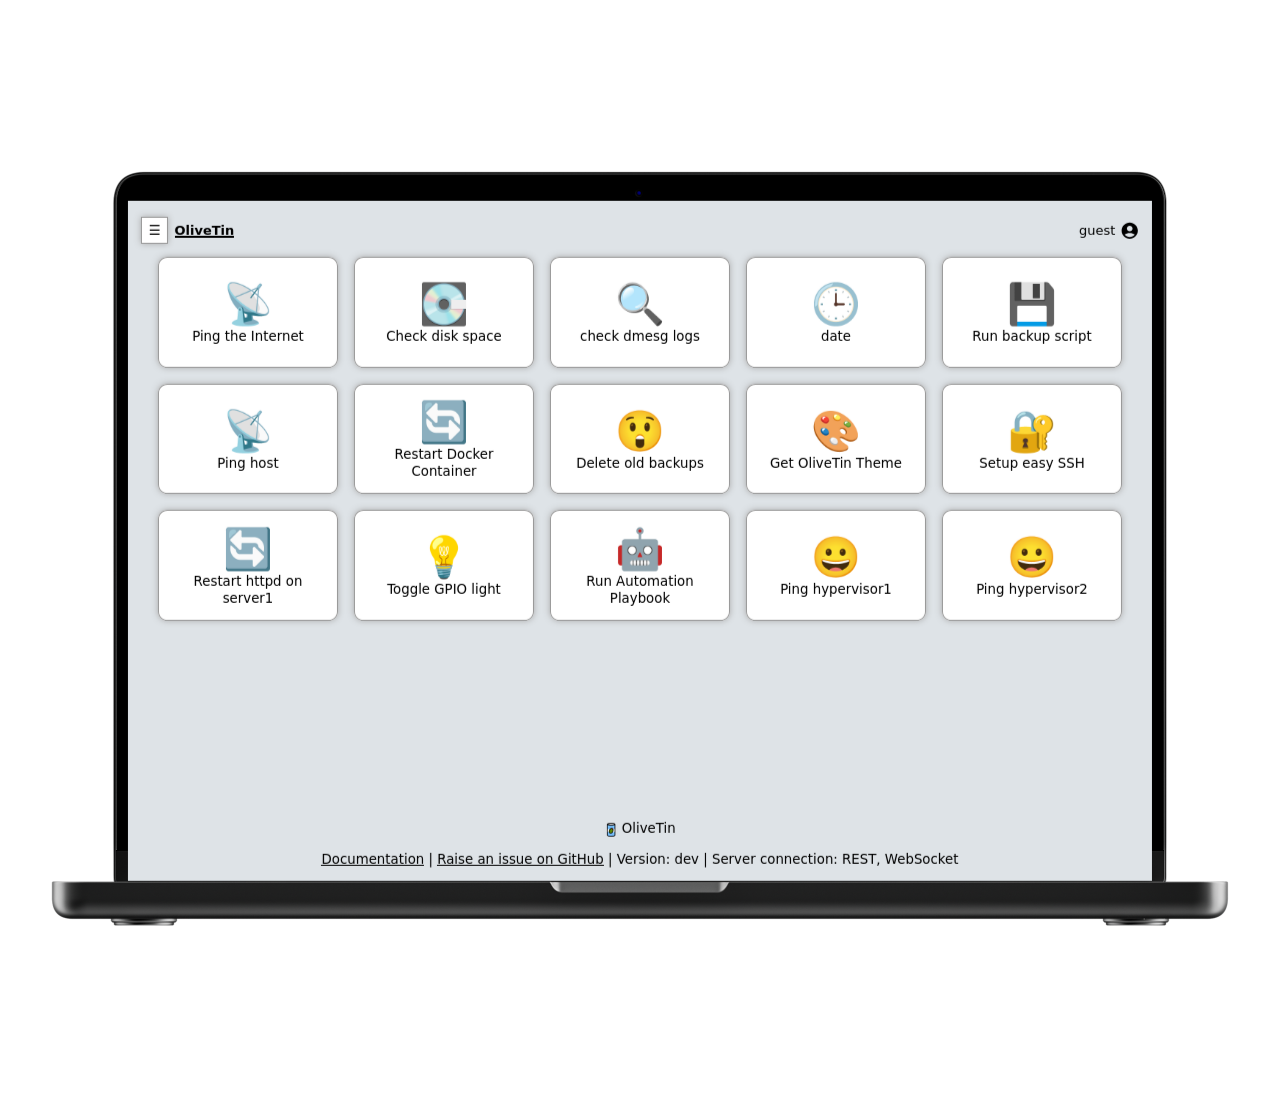 ☰ OliveTin
guest
Ping the Internet
Check disk space
check dmesg logs
date
Run backup script
Ping host
Restart Docker
Container
Delete old backups
Get OliveTin Theme
Setup easy SSH
Restart httpd on
server1
Toggle GPIO light
Run Automation
Playbook
Ping hypervisor1
Ping hypervisor2
OliveTin
Documentation | Raise an issue on GitHub | Version: dev | Server connection: REST, WebSocket